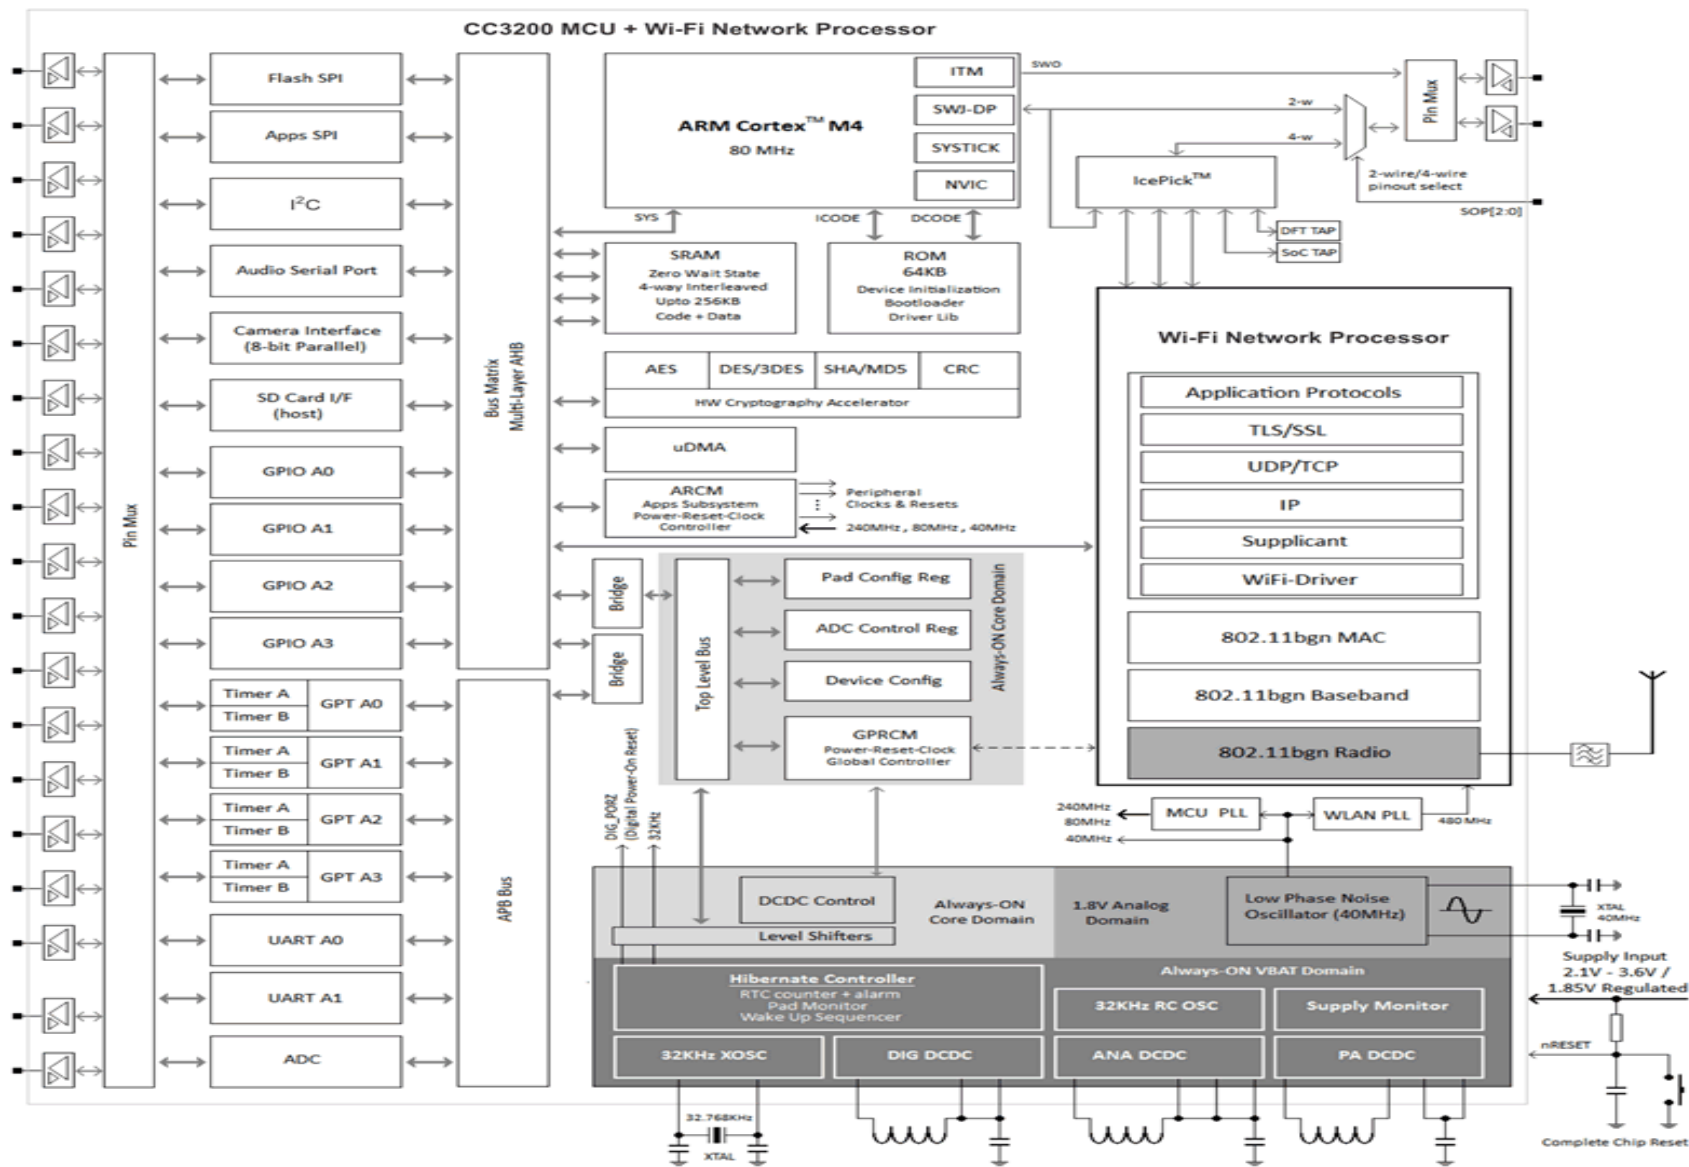 CC3200 MCU + Wi-Fi Network Processor
Pin Mux
Flash SPI
Apps SPI
I²C
Audio Serial Port
Camera Interface
(8-bit Parallel)
SD Card I/F
(host)
GPIO A0
GPIO A1
GPIO A2
GPIO A3
Timer A
Timer B
GPT A0
Timer A
Timer B
GPT A1
Timer A
Timer B
GPT A2
Timer A
Timer B
GPT A3
UART A0
UART A1
ADC
Bus Matrix
Multi-Layer AHB
APB Bus
ARM Cortex™ M4
80 MHz
ITM
SWJ-DP
SYSTICK
NVIC
SWO
2-w
4-w
Pin Mux
2-wire/4-wire
pinout select
SOP[2:0]
IcePick™
DFT TAP
SoC TAP
SYS
ICODE
DCODE
SRAM
Zero Wait State
4-way Interleaved
Upto 256KB
Code + Data
ROM
64KB
Device Initialization
Bootloader
Driver Lib
AES
DES/3DES
SHA/MD5
CRC
HW Cryptography Accelerator
uDMA
ARCM
Apps Subsystem
Power-Reset-Clock
Controller
Peripheral
Clocks & Resets
240MHz , 80MHz , 40MHz
Bridge
Bridge
Top Level Bus
Pad Config Reg
ADC Control Reg
Device Config
GPRCM
Power-Reset-Clock
Global Controller
Always-ON Core Domain
Wi-Fi Network Processor
Application Protocols
TLS/SSL
UDP/TCP
IP
Supplicant
WiFi-Driver
802.11bgn MAC
802.11bgn Baseband
802.11bgn Radio
DIG_PORZ
(Digital Power-On Reset)
32KHz
240MHz
80MHz
40MHz
MCU PLL
WLAN PLL
480 MHz
DCDC Control
Level Shifters
Always-ON
Core Domain
1.8V Analog
Domain
Low Phase Noise
Oscillator (40MHz)
XTAL
40MHz
Hibernate Controller
RTC counter + alarm
Pad Monitor
Wake Up Sequencer
Always-ON VBAT Domain
32KHz RC OSC
Supply Monitor
32KHz XOSC
DIG DCDC
ANA DCDC
PA DCDC
Supply Input
2.1V - 3.6V /
1.85V Regulated
nRESET
Complete Chip Reset
32.768KHz
XTAL